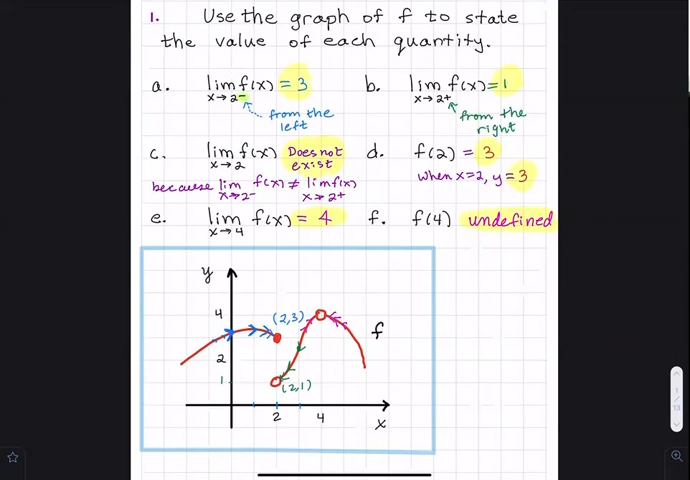 1. Use the graph of f to state
the value of each quantity.
a. lim f(x) = 3 b. lim f(x) = 1
x→2- x→2+
from the left from the right
c. lim f(x) Does not exist d. f(2) = 3
x→2
because lim f(x) ≠ lim f(x) when x=2, y=3
x→2- x→2+
e. lim f(x) = 4 f. f(4) undefined
x→4
y
4
(2,3)
f
2
1
(2,1)
2 4
x
1
/
13